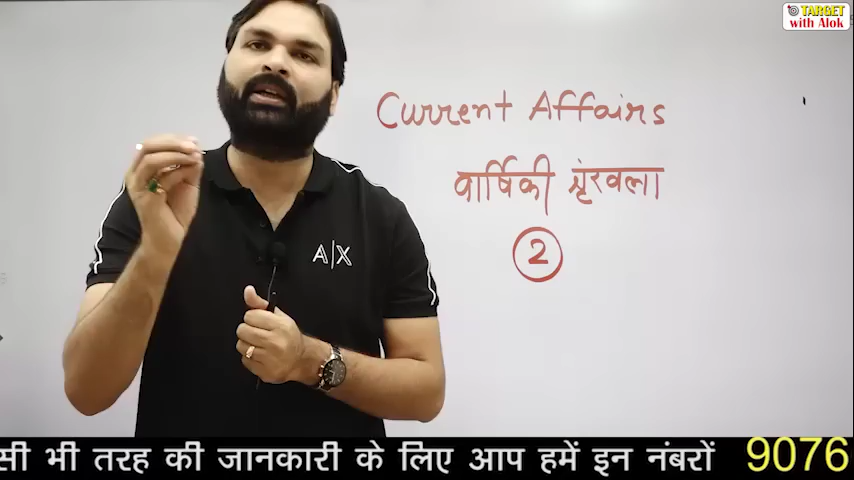 TARGET
with Alok
Current Affairs
वार्षिकी श्रृंखला
2
A|X
सी भी तरह की जानकारी के लिए आप हमें इन नंबरों 9076